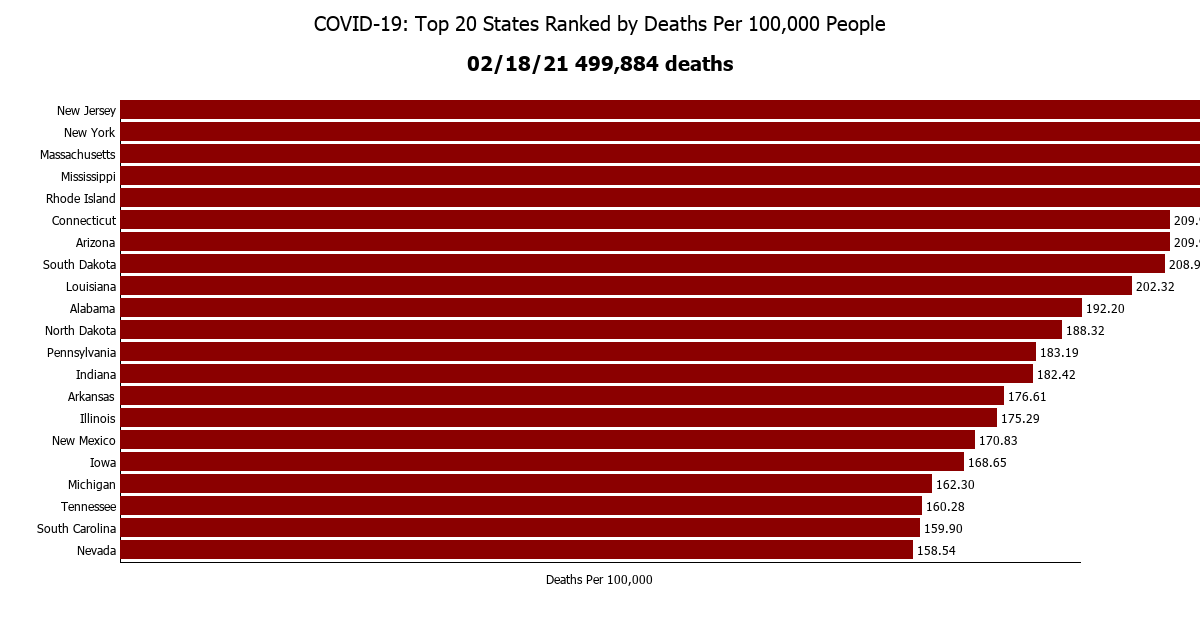 COVID-19: Top 20 States Ranked by Deaths Per 100,000 People
02/18/21 499,884 deaths
New Jersey
New York
Massachusetts
Mississippi
Rhode Island
Connecticut 209.9
Arizona 209.9
South Dakota 208.9
Louisiana 202.32
Alabama 192.20
North Dakota 188.32
Pennsylvania 183.19
Indiana 182.42
Arkansas 176.61
Illinois 175.29
New Mexico 170.83
Iowa 168.65
Michigan 162.30
Tennessee 160.28
South Carolina 159.90
Nevada 158.54
Deaths Per 100,000